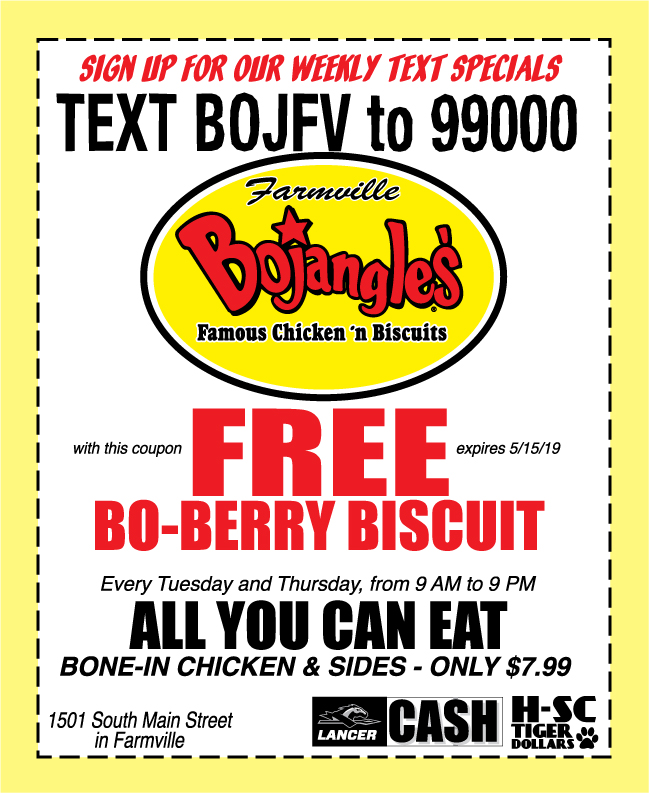 SIGN UP FOR OUR WEEKLY TEXT SPECIALS
TEXT BOJFV to 99000
Farmville
Bojangles'
Famous Chicken 'n Biscuits
with this coupon FREE expires 5/15/19
BO-BERRY BISCUIT
Every Tuesday and Thursday, from 9 AM to 9 PM
ALL YOU CAN EAT
BONE-IN CHICKEN & SIDES - ONLY $7.99
1501 South Main Street
in Farmville
LANCER CASH
H-SC
TIGER
DOLLARS